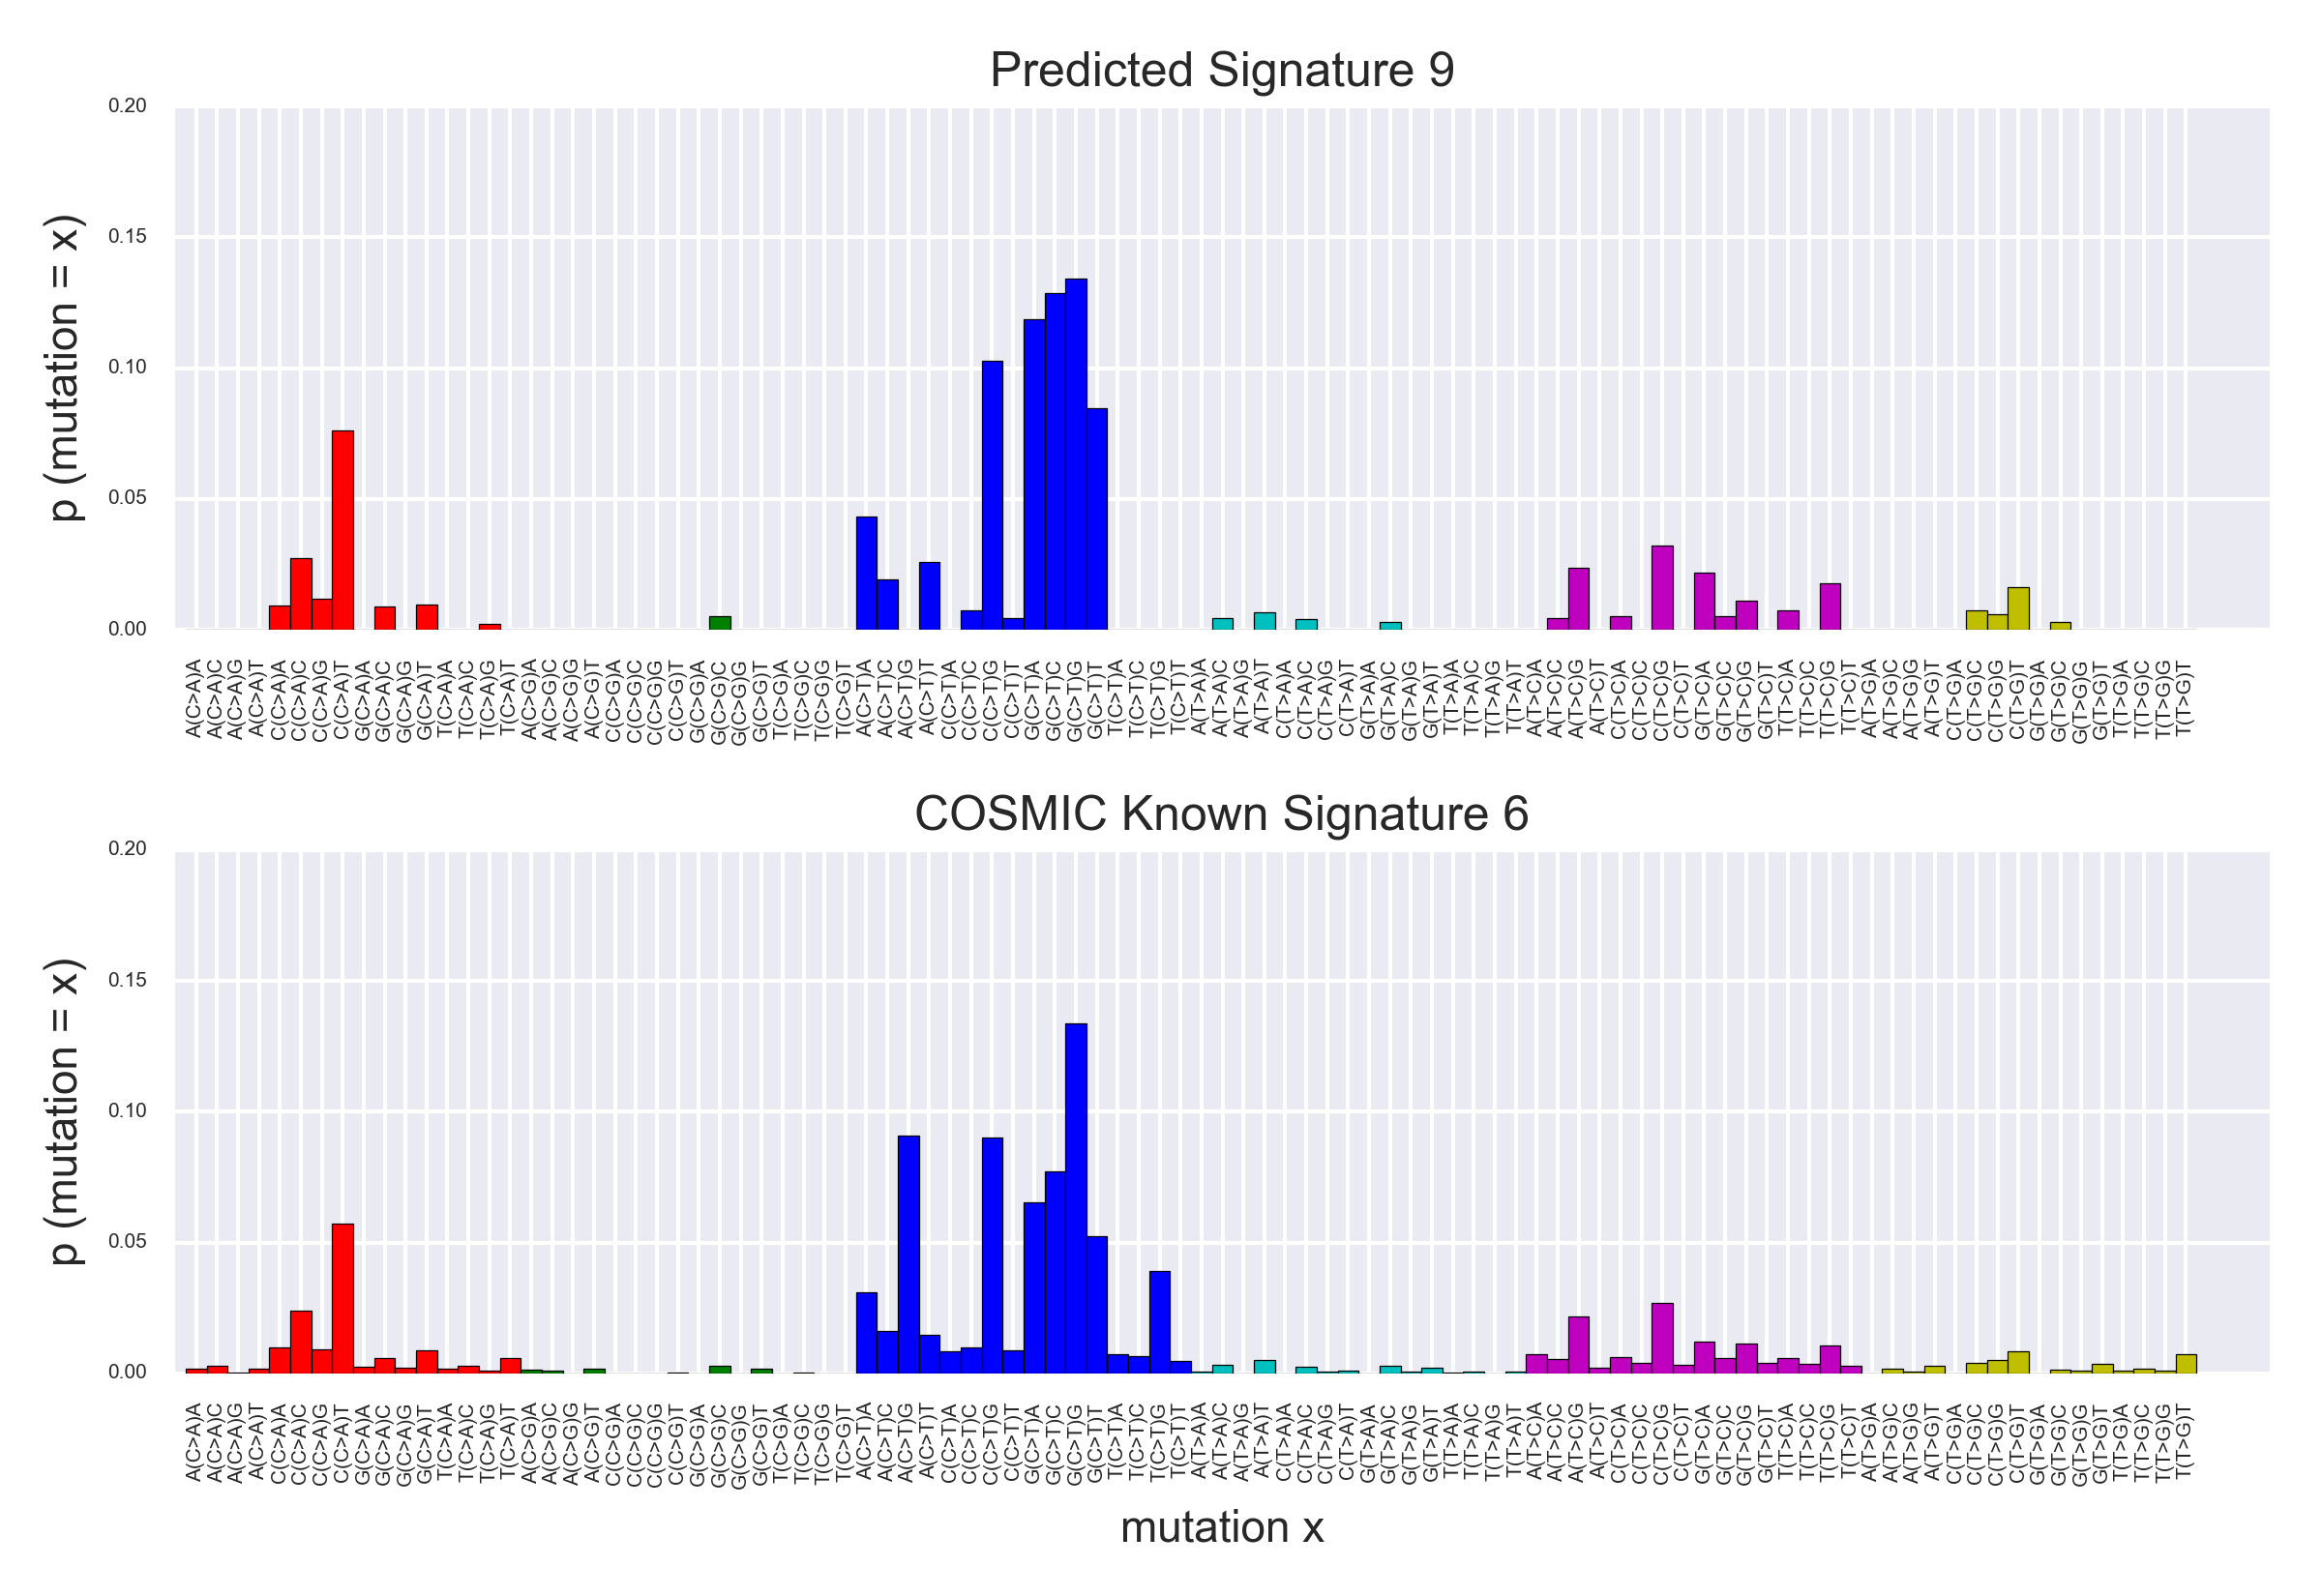 Predicted Signature 9
p (mutation = x)
0.20
0.15
0.10
0.05
0.00
A(C>A)A A(C>A)C A(C>A)G A(C>A)T C(C>A)A C(C>A)C C(C>A)G C(C>A)T G(C>A)A G(C>A)C G(C>A)G G(C>A)T T(C>A)A T(C>A)C T(C>A)G T(C>A)T A(C>G)A A(C>G)C A(C>G)G A(C>G)T C(C>G)A C(C>G)C C(C>G)G C(C>G)T G(C>G)A G(C>G)C G(C>G)G G(C>G)T T(C>G)A T(C>G)C T(C>G)G T(C>G)T A(C>T)A A(C>T)C A(C>T)G A(C>T)T C(C>T)A C(C>T)C C(C>T)G C(C>T)T G(C>T)A G(C>T)C G(C>T)G G(C>T)T T(C>T)A T(C>T)C T(C>T)G T(C>T)T A(T>A)A A(T>A)C A(T>A)G A(T>A)T C(T>A)A C(T>A)C C(T>A)G C(T>A)T G(T>A)A G(T>A)C G(T>A)G G(T>A)T T(T>A)A T(T>A)C T(T>A)G T(T>A)T A(T>C)A A(T>C)C A(T>C)G A(T>C)T C(T>C)A C(T>C)C C(T>C)G C(T>C)T G(T>C)A G(T>C)C G(T>C)G G(T>C)T T(T>C)A T(T>C)C T(T>C)G T(T>C)T A(T>G)A A(T>G)C A(T>G)G A(T>G)T C(T>G)A C(T>G)C C(T>G)G C(T>G)T G(T>G)A G(T>G)C G(T>G)G G(T>G)T T(T>G)A T(T>G)C T(T>G)G T(T>G)T
COSMIC Known Signature 6
p (mutation = x)
0.20
0.15
0.10
0.05
0.00
A(C>A)A A(C>A)C A(C>A)G A(C>A)T C(C>A)A C(C>A)C C(C>A)G C(C>A)T G(C>A)A G(C>A)C G(C>A)G G(C>A)T T(C>A)A T(C>A)C T(C>A)G T(C>A)T A(C>G)A A(C>G)C A(C>G)G A(C>G)T C(C>G)A C(C>G)C C(C>G)G C(C>G)T G(C>G)A G(C>G)C G(C>G)G G(C>G)T T(C>G)A T(C>G)C T(C>G)G T(C>G)T A(C>T)A A(C>T)C A(C>T)G A(C>T)T C(C>T)A C(C>T)C C(C>T)G C(C>T)T G(C>T)A G(C>T)C G(C>T)G G(C>T)T T(C>T)A T(C>T)C T(C>T)G T(C>T)T A(T>A)A A(T>A)C A(T>A)G A(T>A)T C(T>A)A C(T>A)C C(T>A)G C(T>A)T G(T>A)A G(T>A)C G(T>A)G G(T>A)T T(T>A)A T(T>A)C T(T>A)G T(T>A)T A(T>C)A A(T>C)C A(T>C)G A(T>C)T C(T>C)A C(T>C)C C(T>C)G C(T>C)T G(T>C)A G(T>C)C G(T>C)G G(T>C)T T(T>C)A T(T>C)C T(T>C)G T(T>C)T A(T>G)A A(T>G)C A(T>G)G A(T>G)T C(T>G)A C(T>G)C C(T>G)G C(T>G)T G(T>G)A G(T>G)C G(T>G)G G(T>G)T T(T>G)A T(T>G)C T(T>G)G T(T>G)T
mutation x